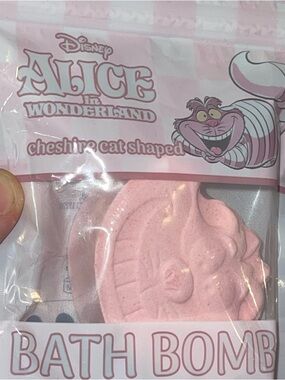 Disney
ALICE
in
WONDERLAND
cheshire cat shaped
BATH BOMB